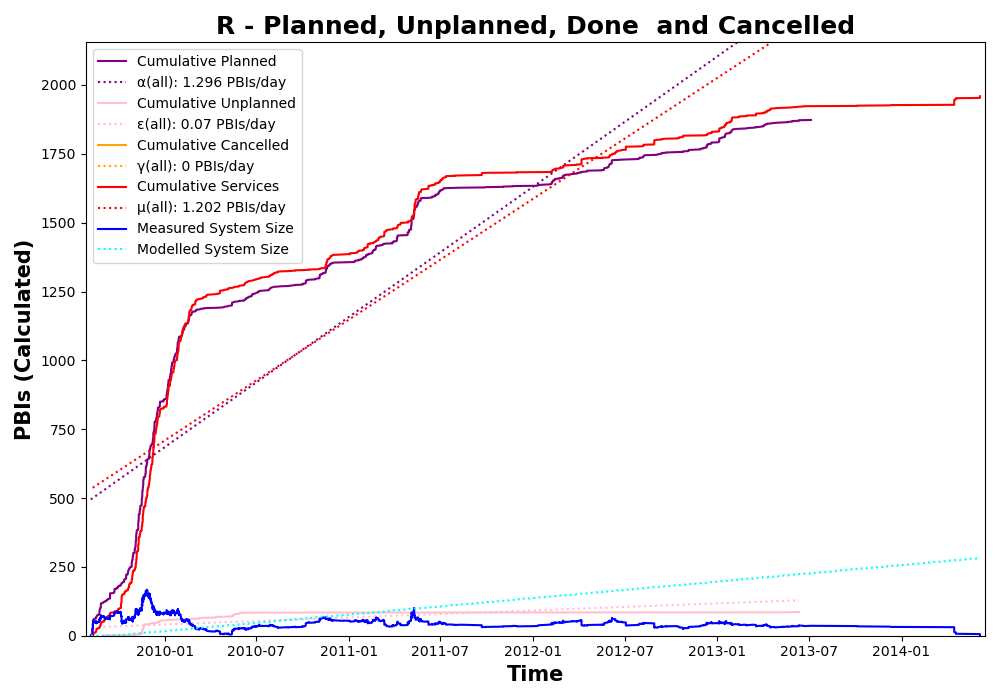 R - Planned, Unplanned, Done  and Cancelled
Cumulative Planned
α(all): 1.296 PBIs/day
Cumulative Unplanned
ε(all): 0.07 PBIs/day
Cumulative Cancelled
γ(all): 0 PBIs/day
Cumulative Services
μ(all): 1.202 PBIs/day
Measured System Size
Modelled System Size
PBIs (Calculated)
2000
1750
1500
1250
1000
750
500
250
0
2010-01 2010-07 2011-01 2011-07 2012-01 2012-07 2013-01 2013-07 2014-01
Time